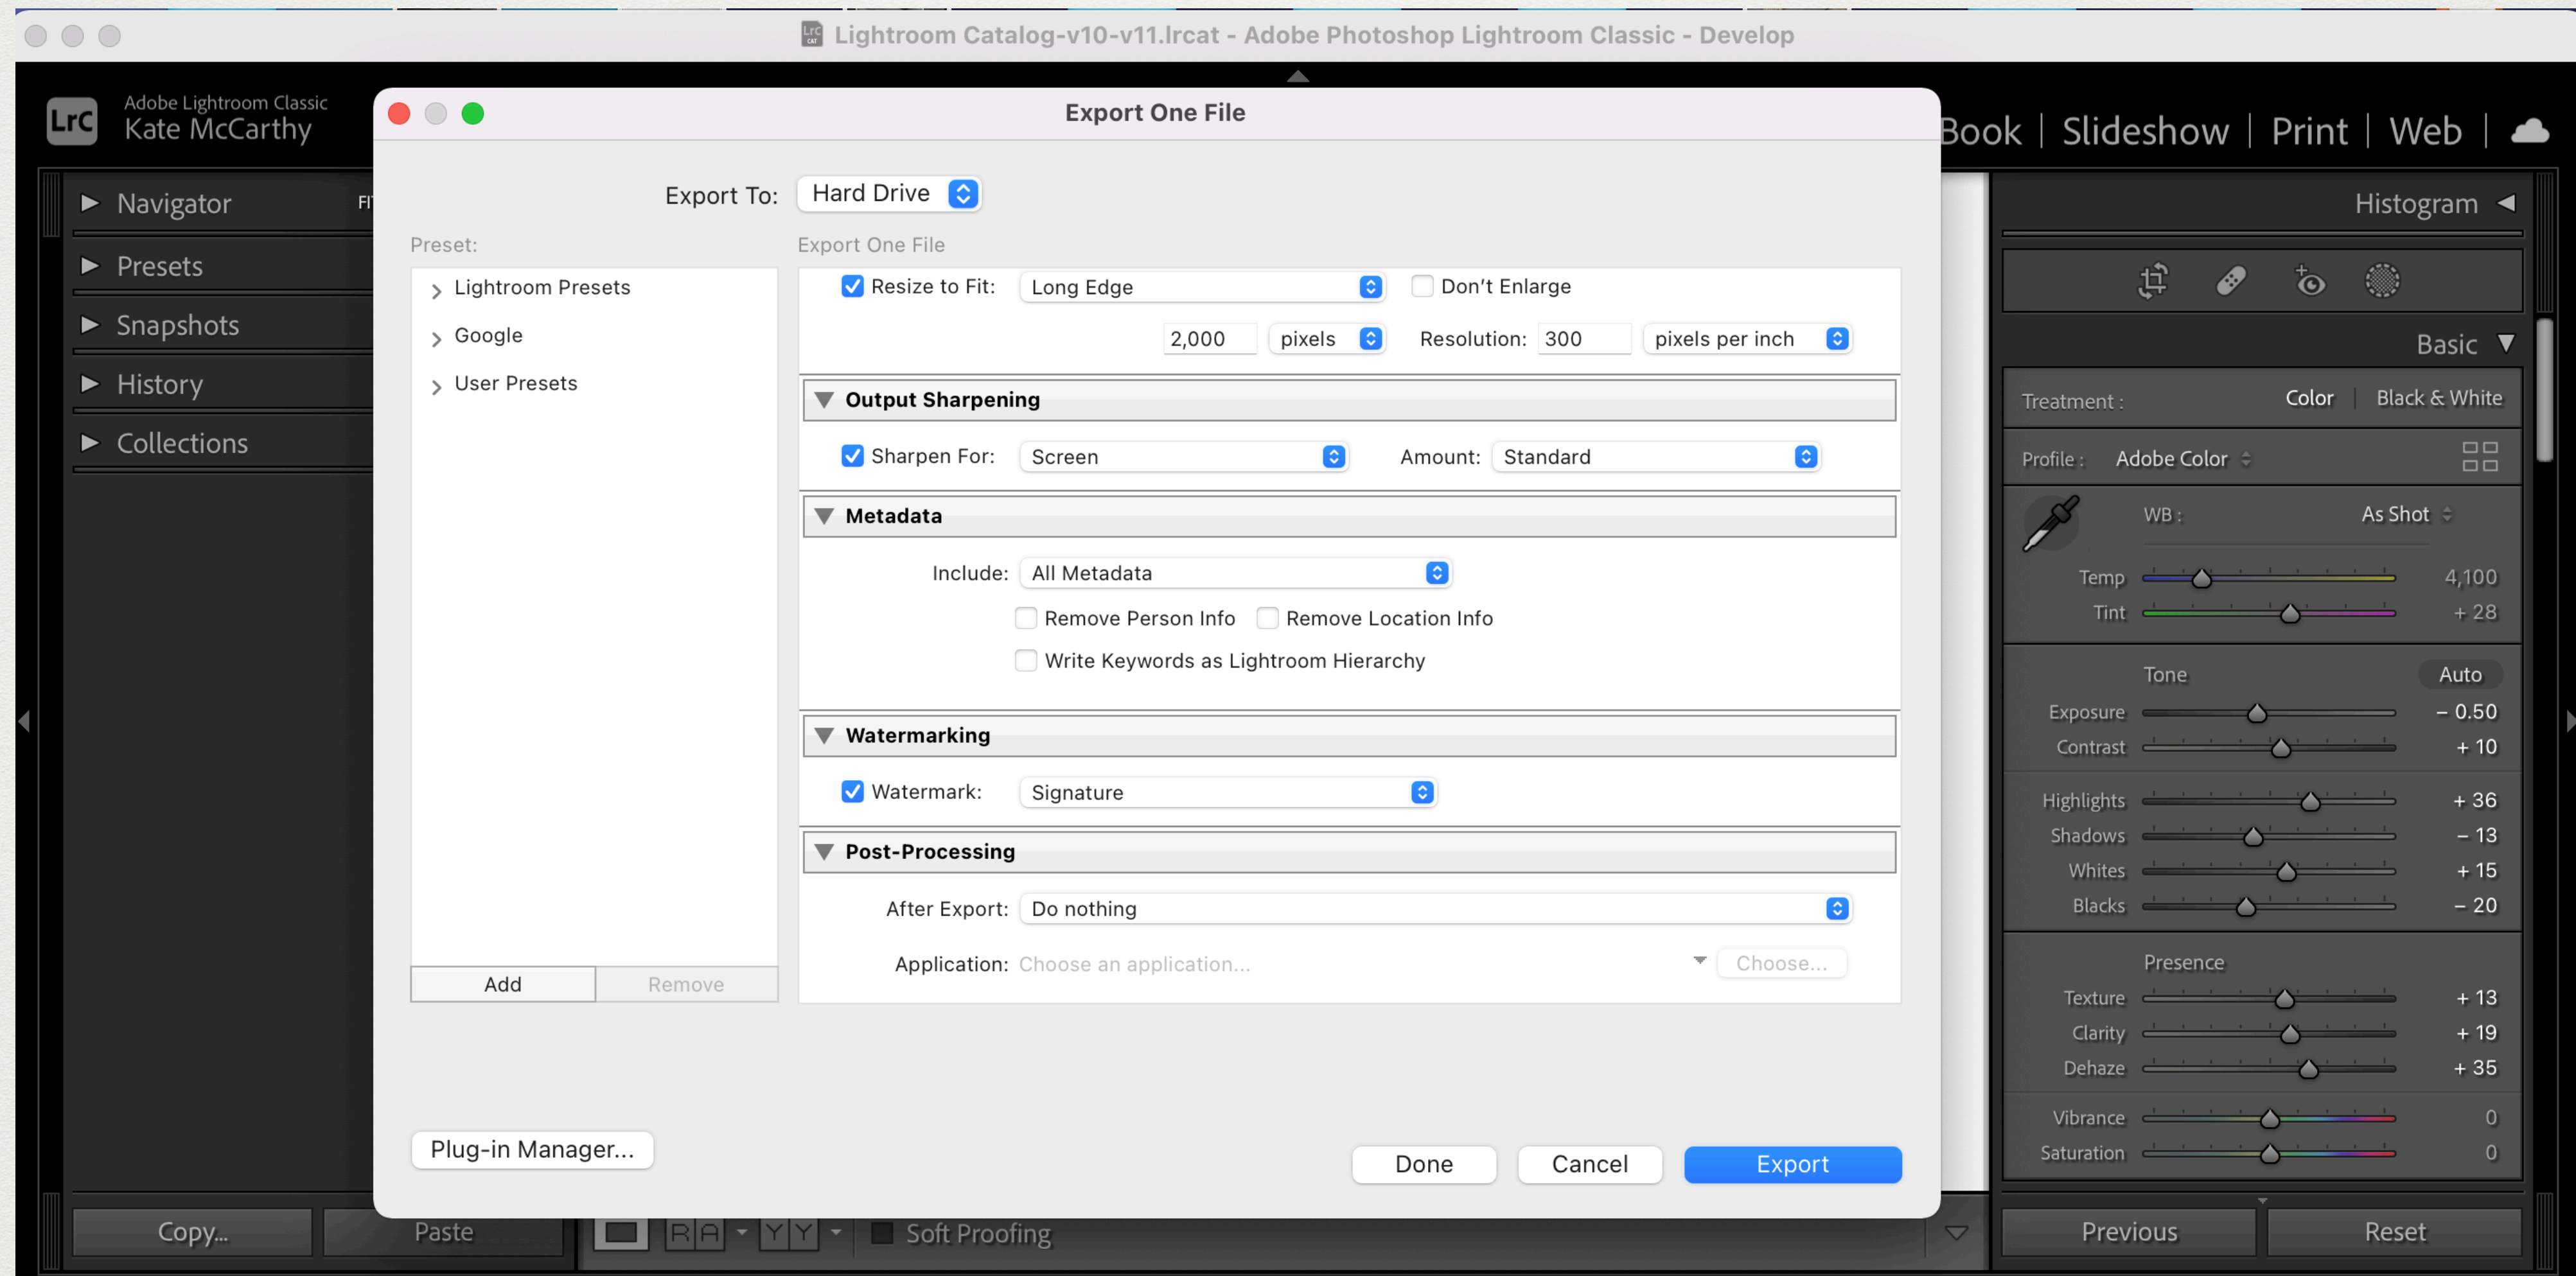 Lightroom Catalog-v10-v11.lrcat - Adobe Photoshop Lightroom Classic - Develop
LrC
Adobe Lightroom Classic
Kate McCarthy
Book | Slideshow | Print | Web |
Navigator
FI
Presets
Snapshots
History
Collections
Copy...
Paste
Export One File
Export To: Hard Drive
Preset:
Lightroom Presets
Google
User Presets
Add
Remove
Export One File
Resize to Fit: Long Edge Don't Enlarge
2,000 pixels Resolution: 300 pixels per inch
Output Sharpening
Sharpen For: Screen Amount: Standard
Metadata
Include: All Metadata
Remove Person Info Remove Location Info
Write Keywords as Lightroom Hierarchy
Watermarking
Watermark: Signature
Post-Processing
After Export: Do nothing
Application: Choose an application... Choose...
Plug-in Manager...
Done
Cancel
Export
RA YY Soft Proofing
Histogram
Basic
Treatment : Color | Black & White
Profile : Adobe Color
WB : As Shot
Temp 4,100
Tint + 28
Tone Auto
Exposure − 0.50
Contrast + 10
Highlights + 36
Shadows − 13
Whites + 15
Blacks − 20
Presence
Texture + 13
Clarity + 19
Dehaze + 35
Vibrance 0
Saturation 0
Previous
Reset